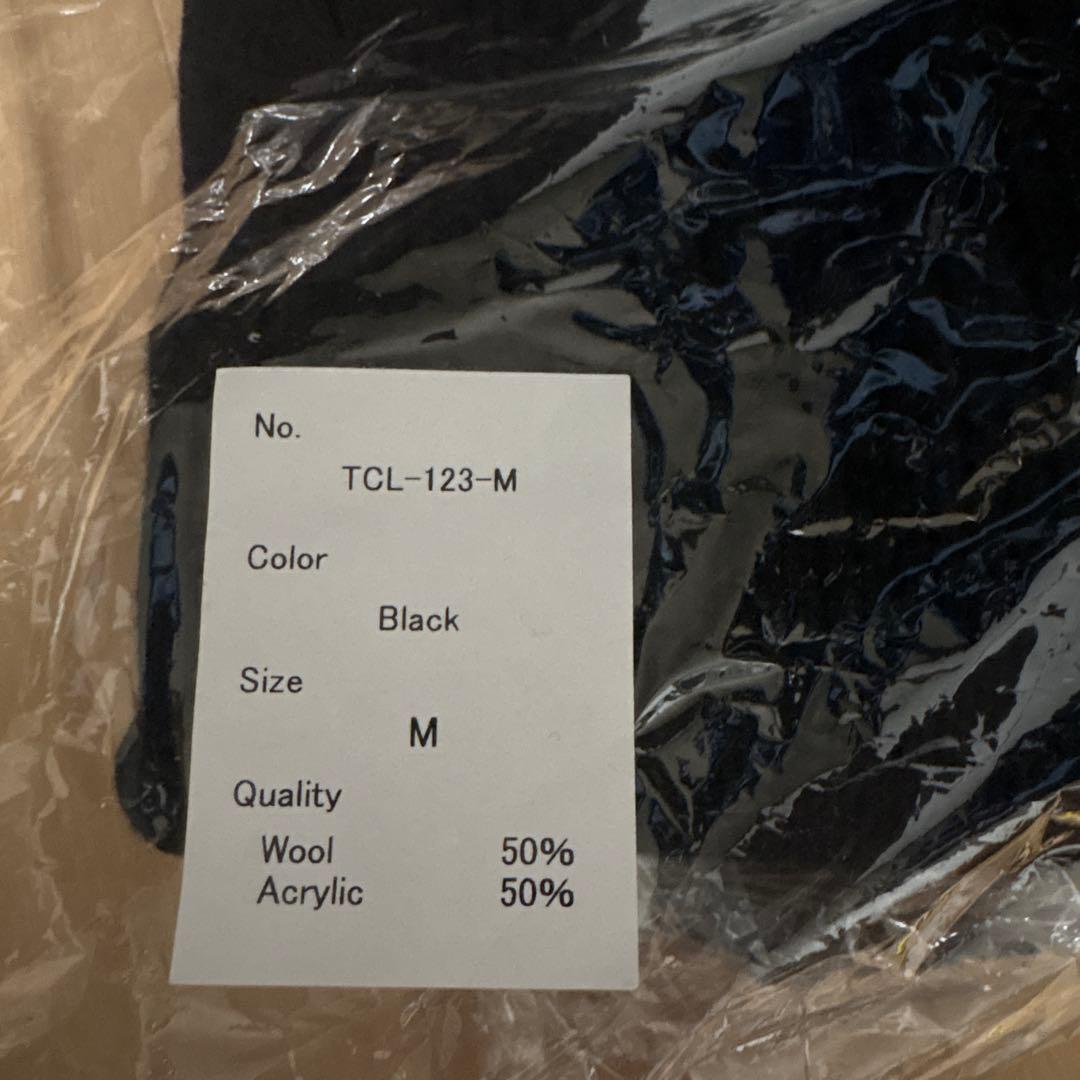 No.
TCL-123-M
Color
Black
Size
M
Quality
Wool 50%
Acrylic 50%